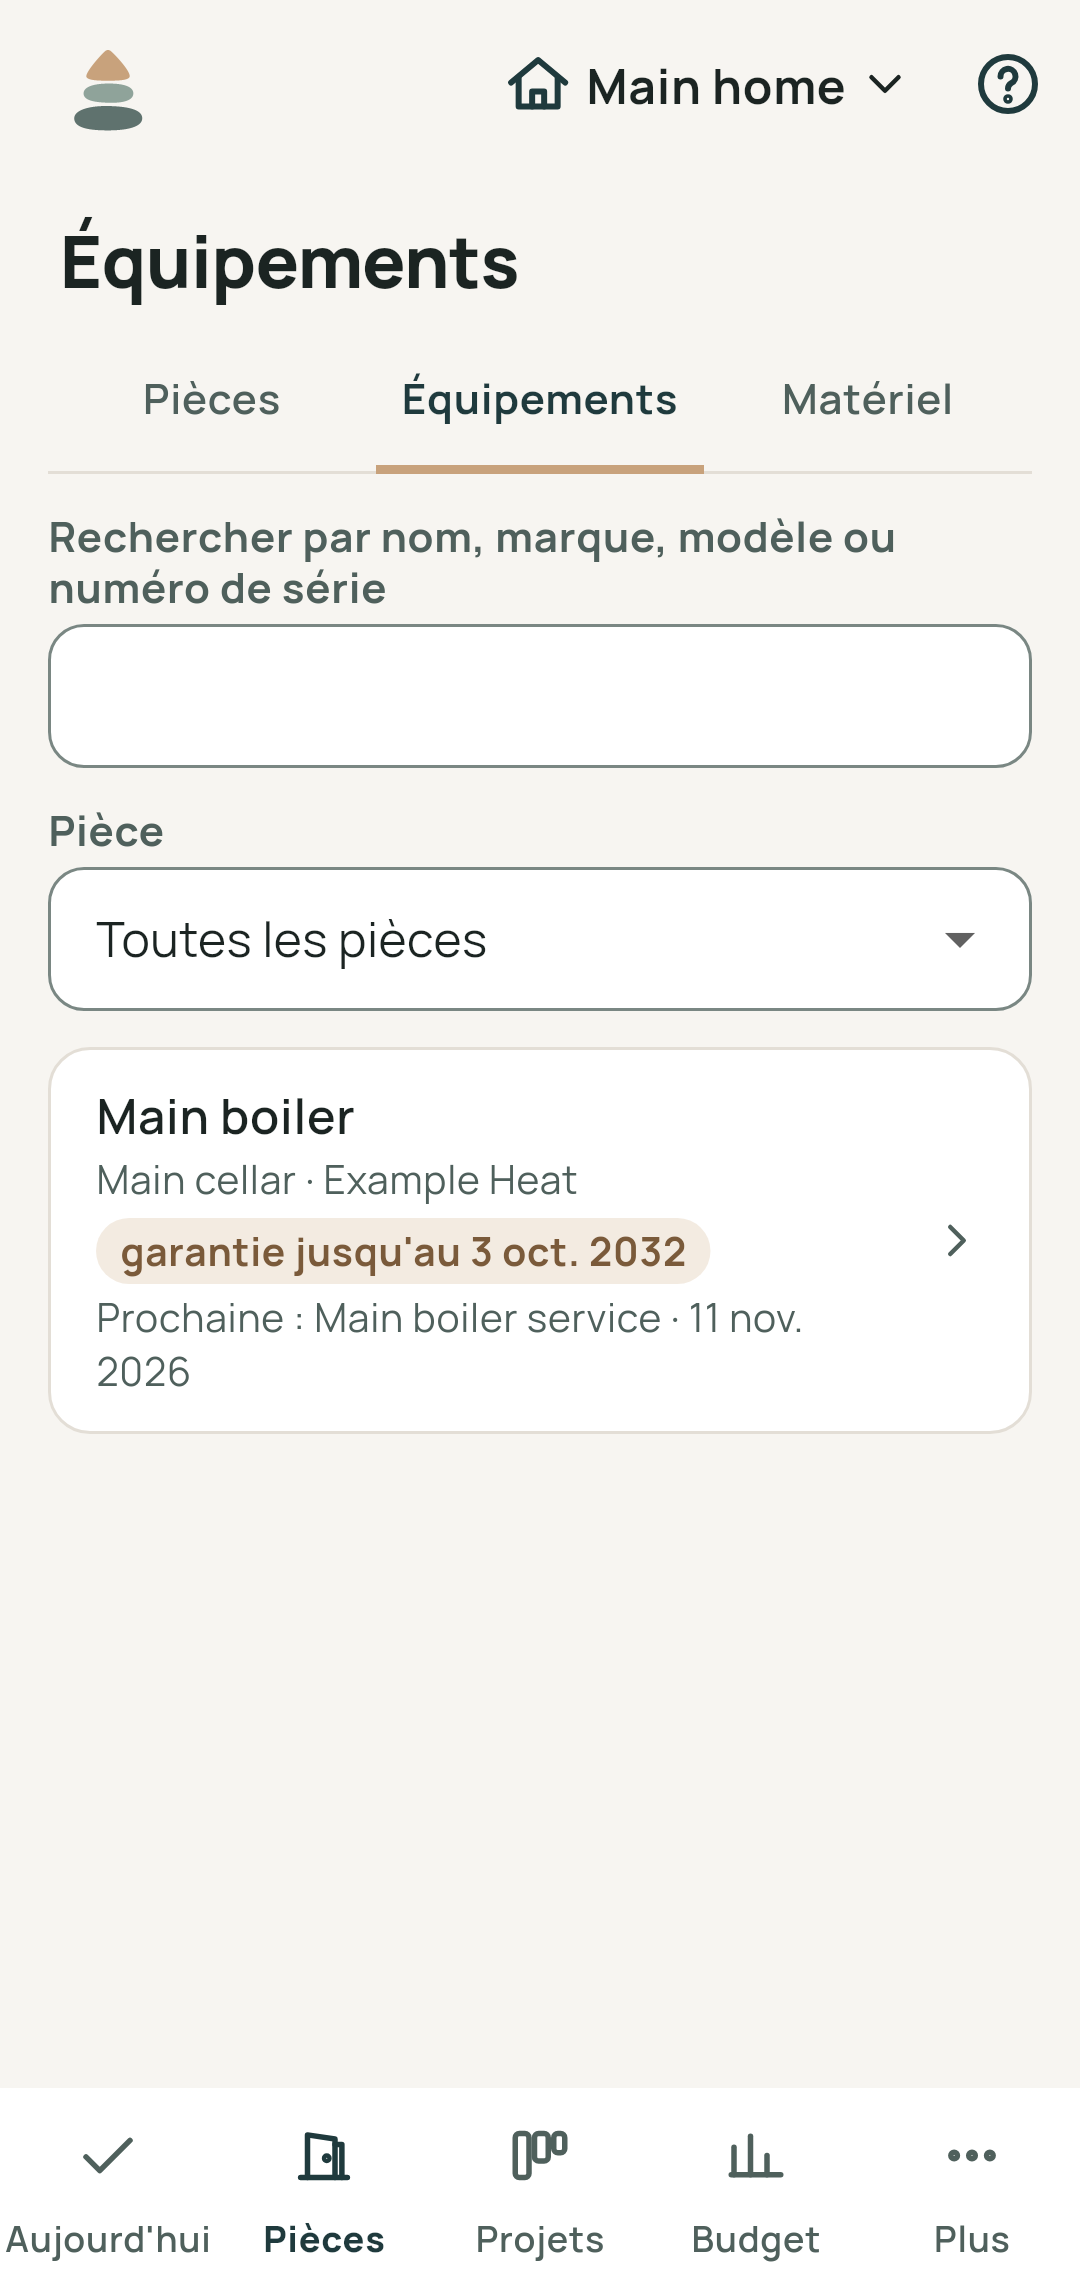 Main home
Équipements
Pièces
Équipements
Matériel
Rechercher par nom, marque, modèle ou
numéro de série
Pièce
Toutes les pièces
Main boiler
Main cellar · Example Heat
garantie jusqu'au 3 oct. 2032
Prochaine : Main boiler service · 11 nov.
2026
Aujourd'hui
Pièces
Projets
Budget
Plus